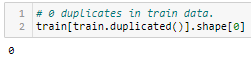 1 # 0 duplicates in train data.
2 train[train.duplicated()].shape[0]
0